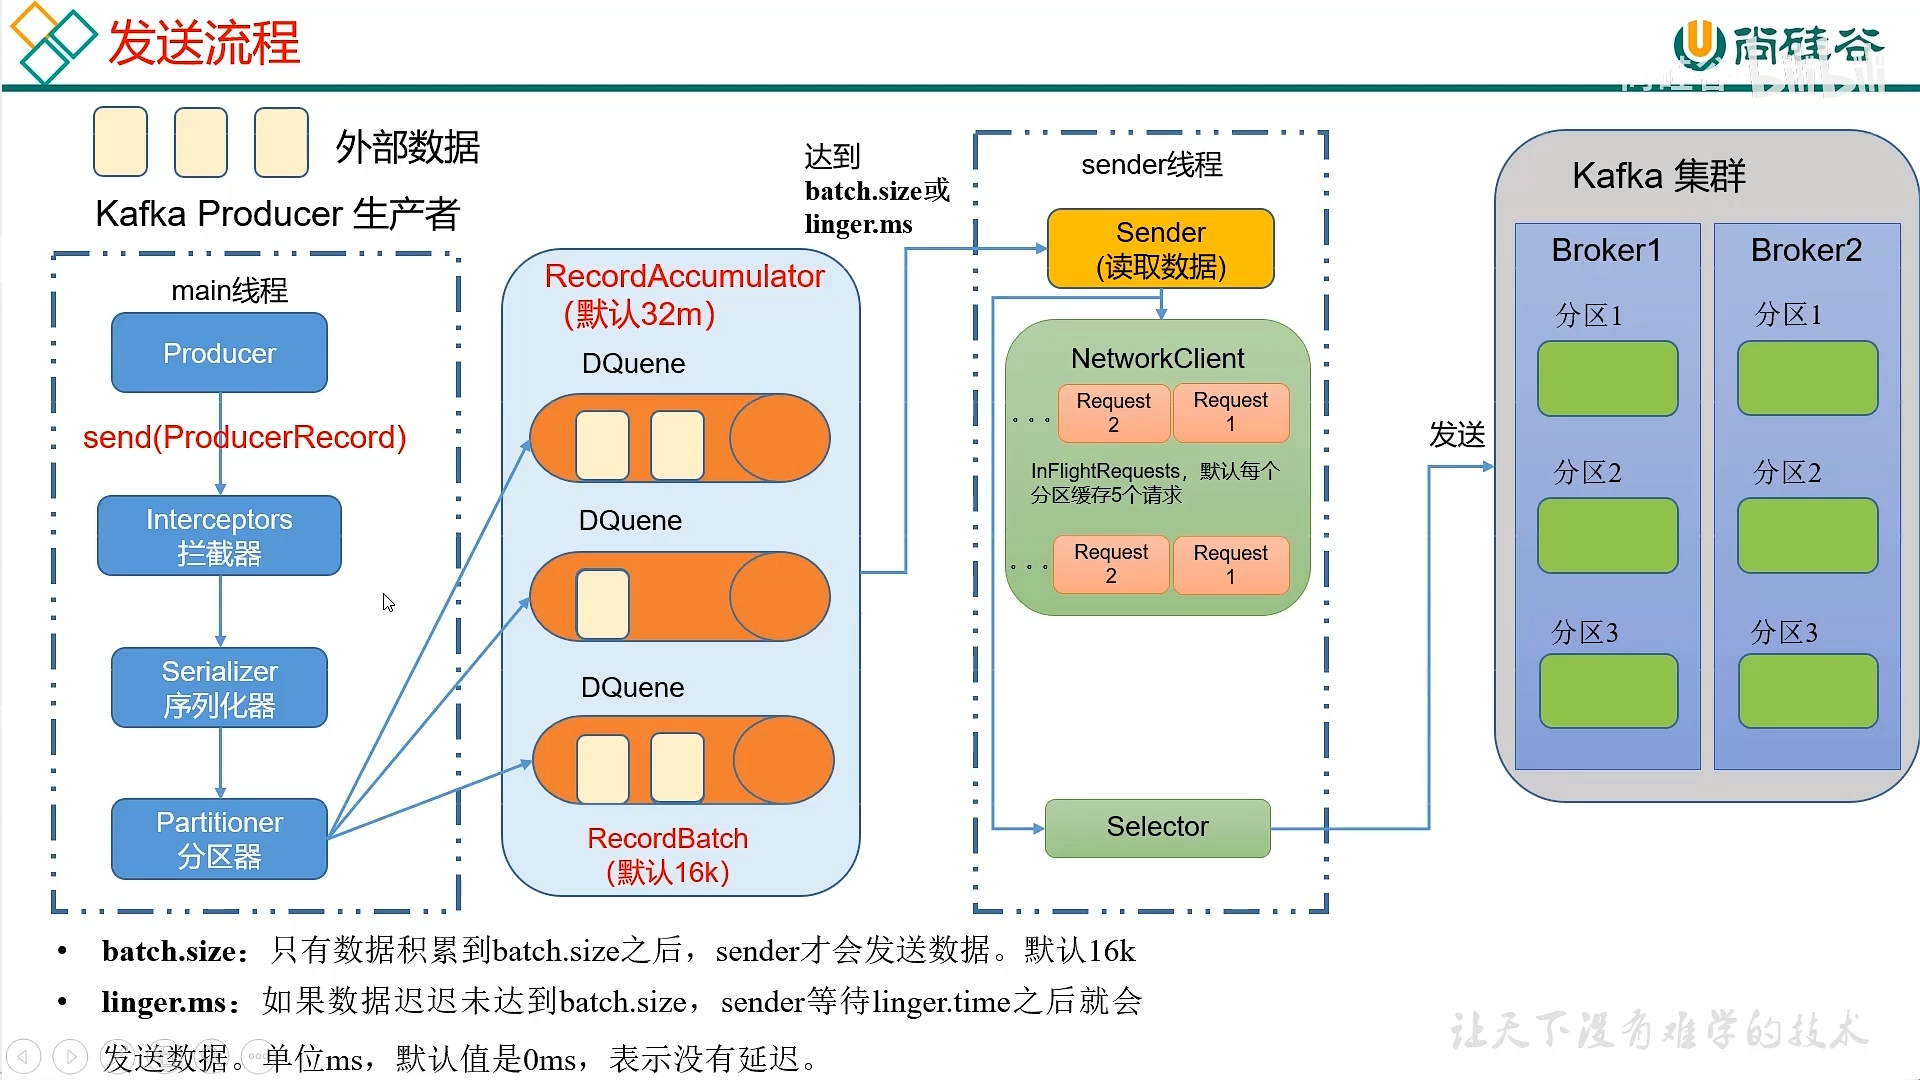 发送流程
尚硅谷
尚硅谷 bilibili
外部数据
Kafka Producer 生产者
main线程
Producer
send(ProducerRecord)
Interceptors
拦截器
Serializer
序列化器
Partitioner
分区器
RecordAccumulator
(默认32m)
DQuene
DQuene
DQuene
RecordBatch
(默认16k)
达到
batch.size或
linger.ms
sender线程
Sender
(读取数据)
NetworkClient
...
Request
2
Request
1
InFlightRequests，默认每个
分区缓存5个请求
...
Request
2
Request
1
Selector
发送
Kafka 集群
Broker1
分区1
分区2
分区3
Broker2
分区1
分区2
分区3
• batch.size：只有数据积累到batch.size之后，sender才会发送数据。默认16k
• linger.ms：如果数据迟迟未达到batch.size，sender等待linger.time之后就会
发送数据。单位ms，默认值是0ms，表示没有延迟。
让天下没有难学的技术